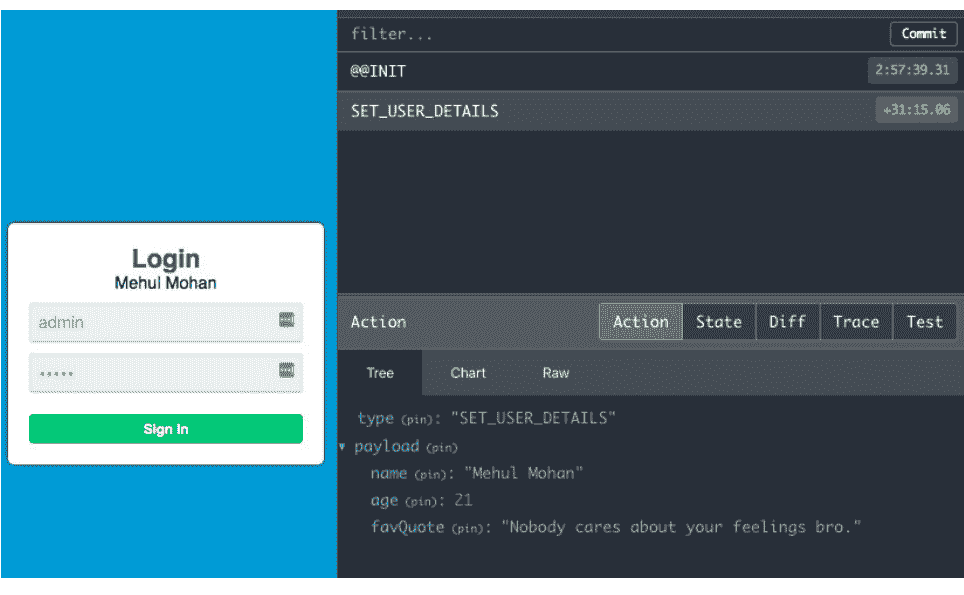 Login
Mehul Mohan
admin
•••••
Sign In
filter...
Commit
@@INIT
2:57:39.31
SET_USER_DETAILS
+31:15.06
Action
Action State Diff Trace Test
Tree Chart Raw
type (pin): "SET_USER_DETAILS"
▼ payload (pin)
name (pin): "Mehul Mohan"
age (pin): 21
favQuote (pin): "Nobody cares about your feelings bro."